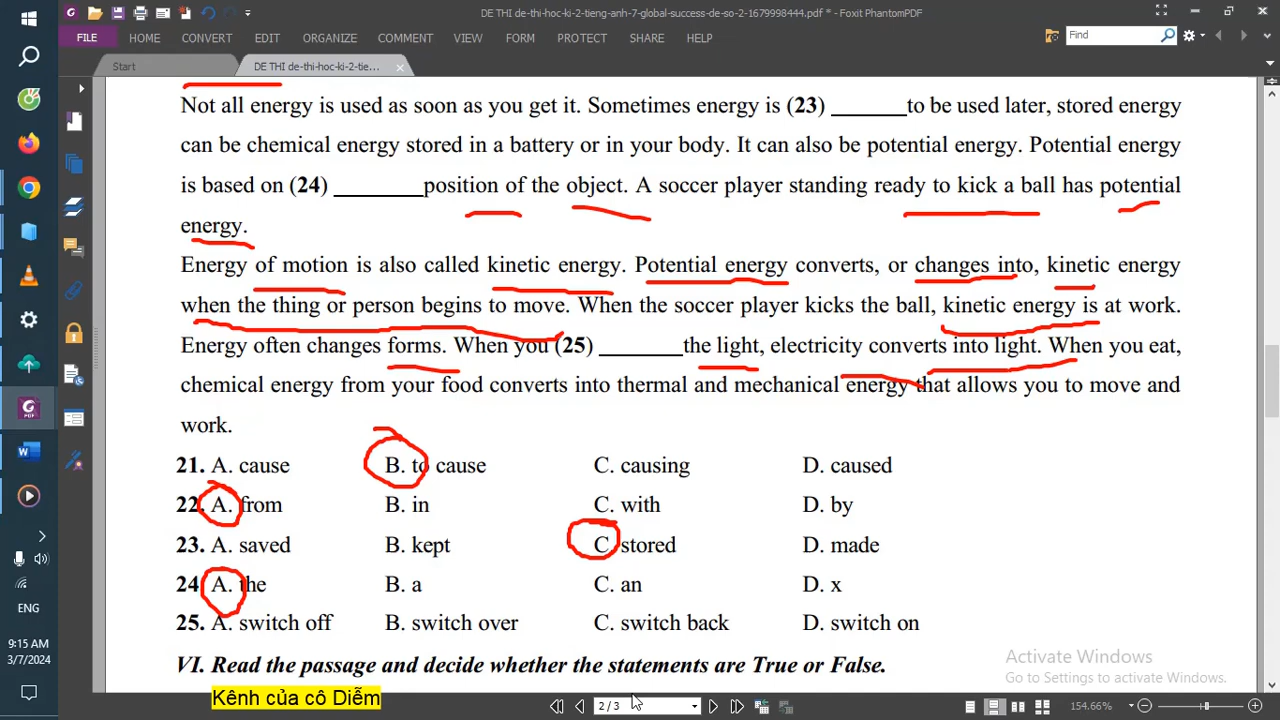 DE THI de-thi-hoc-ki-2-tieng-anh-7-global-success-de-so-2-1679998444.pdf * - Foxit PhantomPDF
FILE HOME CONVERT EDIT ORGANIZE COMMENT VIEW FORM PROTECT SHARE HELP Find
Start DE THI de-thi-hoc-ki-2-tie...
Not all energy is used as soon as you get it. Sometimes energy is (23) _______to be used later, stored energy
can be chemical energy stored in a battery or in your body. It can also be potential energy. Potential energy
is based on (24) ________position of the object. A soccer player standing ready to kick a ball has potential
energy.
Energy of motion is also called kinetic energy. Potential energy converts, or changes into, kinetic energy
when the thing or person begins to move. When the soccer player kicks the ball, kinetic energy is at work.
Energy often changes forms. When you (25) ________the light, electricity converts into light. When you eat,
chemical energy from your food converts into thermal and mechanical energy that allows you to move and
work.
21. A. cause B. to cause C. causing D. caused
22. A. from B. in C. with D. by
23. A. saved B. kept C. stored D. made
24 A. the B. a C. an D. x
25. A. switch off B. switch over C. switch back D. switch on
VI. Read the passage and decide whether the statements are True or False.
Kênh của cô Diễm
Activate Windows
Go to Settings to activate Windows.
ENG
9:15 AM
3/7/2024
2 / 3
154.66%